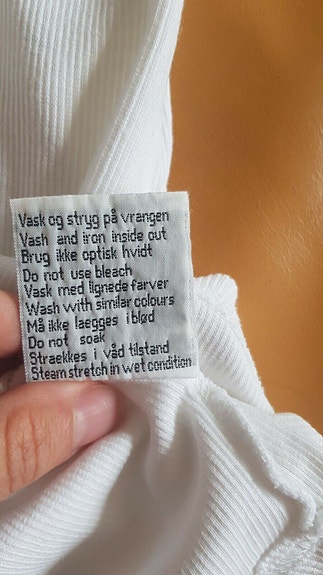 Vask og stryg på vrangen
Vash and iron inside out
Brug ikke optisk hvidt
Do not use bleach
Vask med lignede farver
Wash with similar colours
Må ikke laegges i blød
Do not soak
Straekkes i våd tilstand
Steam stretch in wet condition